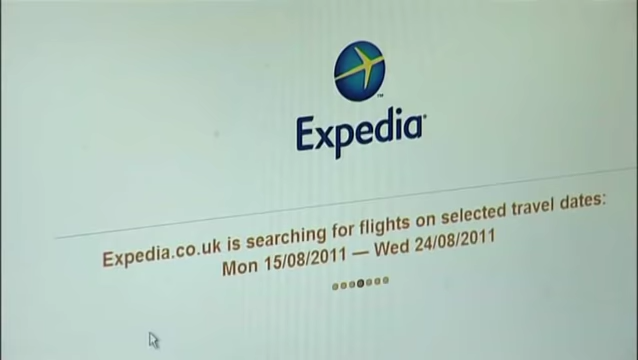 Expedia
Expedia.co.uk is searching for flights on selected travel dates:
Mon 15/08/2011 — Wed 24/08/2011